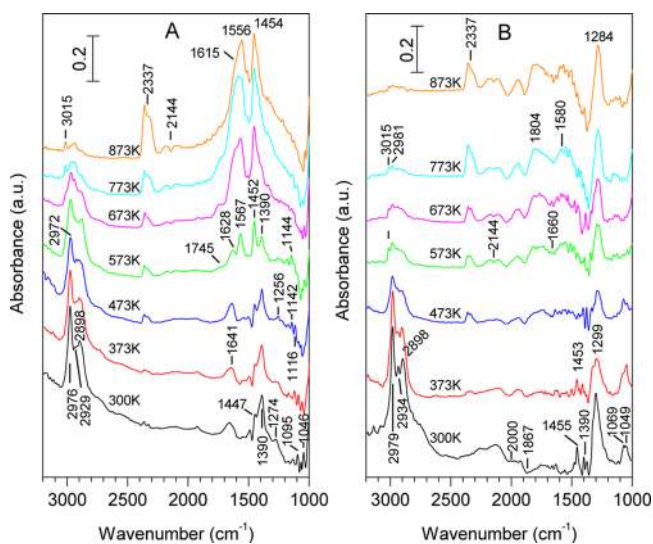 A
0.2
1556
1454
1615
2337
2144
3015
873K
773K
673K
2972
1745
1628
1567
1452
1390
1144
573K
473K
1256
1142
2898
373K
1641
1116
2976
2929
300K
1447
1390
1274
1095
1046
3000 2500 2000 1500 1000
Wavenumber (cm-1)
Absorbance (a.u.)
B
0.2
2337
1284
873K
3015
2981
1804
1580
773K
673K
573K
2144
1660
473K
2898
373K
1453
1299
2979
2934
300K
2000
1867
1455
1390
1069
1049
3000 2500 2000 1500 1000
Wavenumber (cm-1)
Absorbance (a.u.)